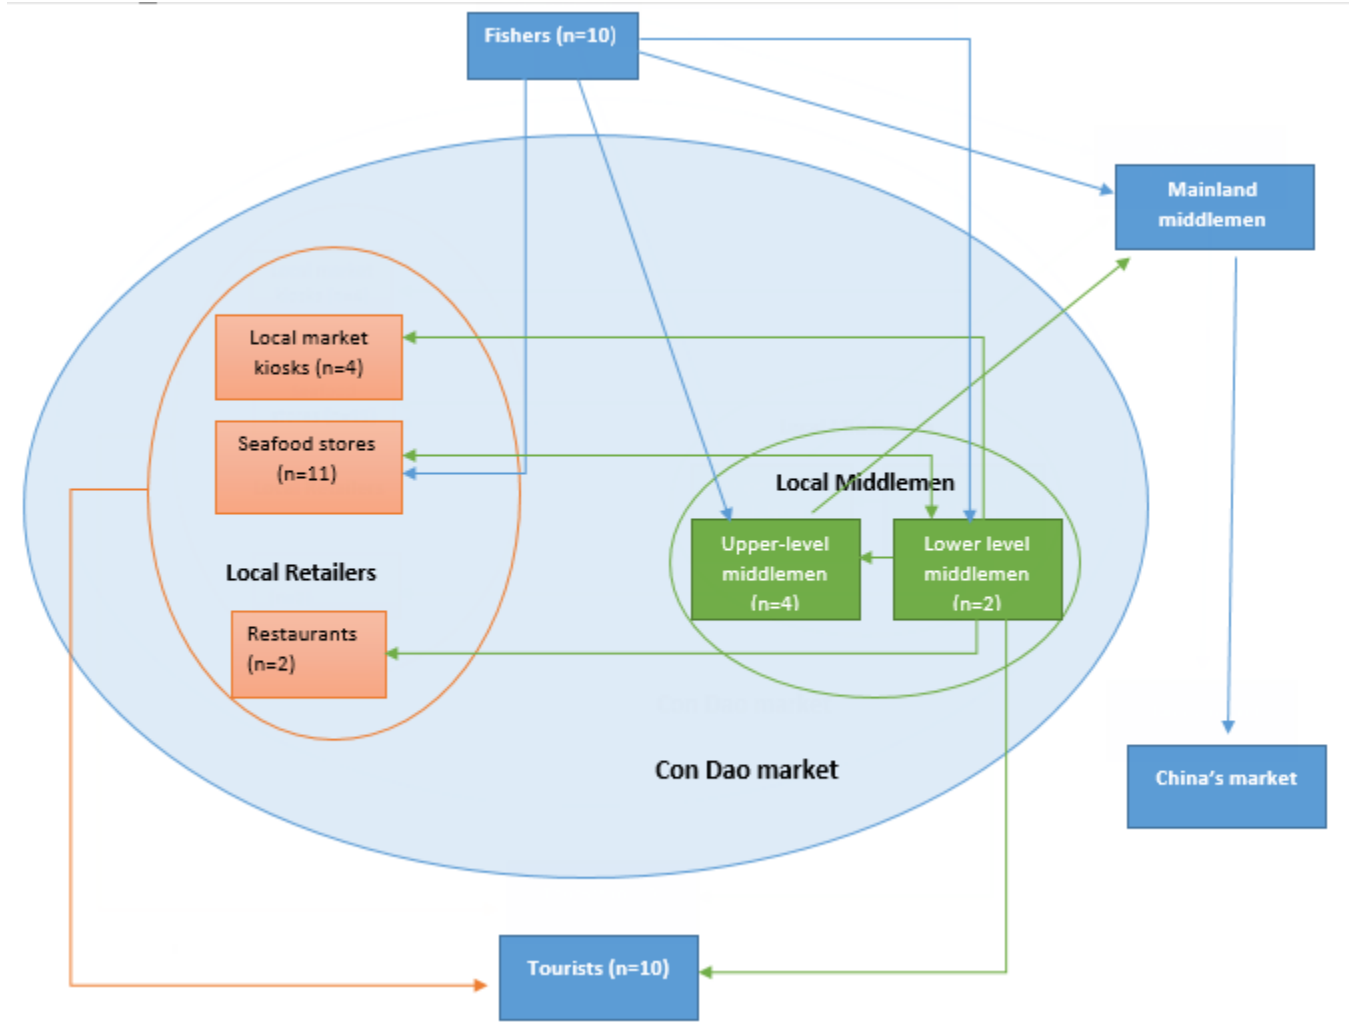 Fishers (n=10)
Mainland
middlemen
Local market
kiosks (n=4)
Seafood stores
(n=11)
Local Middlemen
Upper-level
middlemen
(n=4)
Lower level
middlemen
(n=2)
Local Retailers
Restaurants
(n=2)
Con Dao market
China's market
Tourists (n=10)